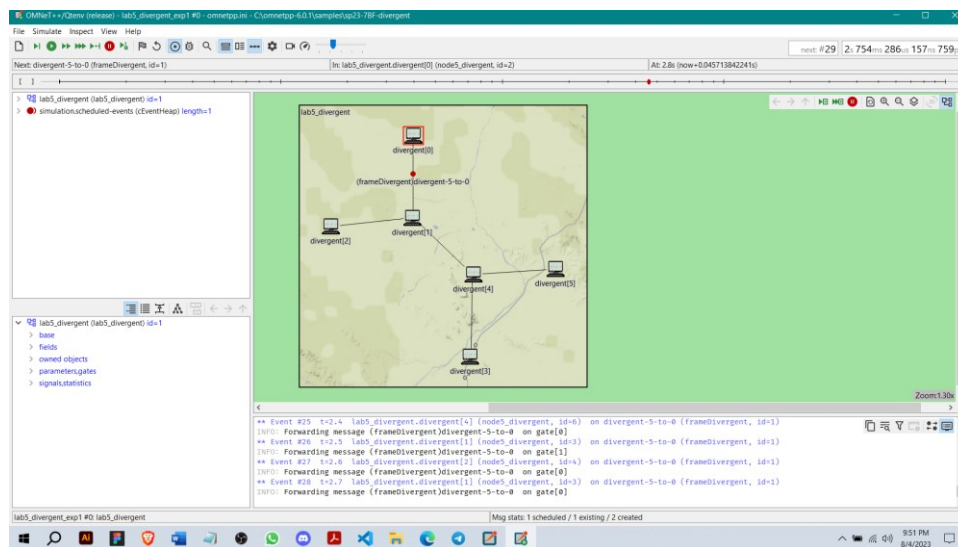 OMNeT++/Qtenv (release) - lab5_divergent_exp1 #0 - omnetpp.ini - C:\omnetpp-6.0.1\samples\sp23-7BF-divergent
File Simulate Inspect View Help
next: #29 2s 754ms 286us 157ns 759p
Next: divergent-5-to-0 (frameDivergent, id=1) In: lab5_divergent.divergent[0] (node5_divergent, id=2) At: 2.8s (now+0.045713842241s)
lab5_divergent (lab5_divergent) id=1
simulation.scheduled-events (cEventHeap) length=1
lab5_divergent
divergent[0]
(frameDivergent)divergent-5-to-0
divergent[1]
divergent[2]
divergent[4]
divergent[5]
0
divergent[3]
0
Zoom:1.30x
lab5_divergent (lab5_divergent) id=1
base
fields
owned objects
parameters,gates
signals,statistics
** Event #25 t=2.4 lab5_divergent.divergent[4] (node5_divergent, id=6) on divergent-5-to-0 (frameDivergent, id=1)
INFO: Forwarding message (frameDivergent)divergent-5-to-0 on gate[0]
** Event #26 t=2.5 lab5_divergent.divergent[1] (node5_divergent, id=3) on divergent-5-to-0 (frameDivergent, id=1)
INFO: Forwarding message (frameDivergent)divergent-5-to-0 on gate[1]
** Event #27 t=2.6 lab5_divergent.divergent[2] (node5_divergent, id=4) on divergent-5-to-0 (frameDivergent, id=1)
INFO: Forwarding message (frameDivergent)divergent-5-to-0 on gate[0]
** Event #28 t=2.7 lab5_divergent.divergent[1] (node5_divergent, id=3) on divergent-5-to-0 (frameDivergent, id=1)
INFO: Forwarding message (frameDivergent)divergent-5-to-0 on gate[0]
lab5_divergent_exp1 #0: lab5_divergent Msg stats: 1 scheduled / 1 existing / 2 created
9:51 PM
8/4/2023